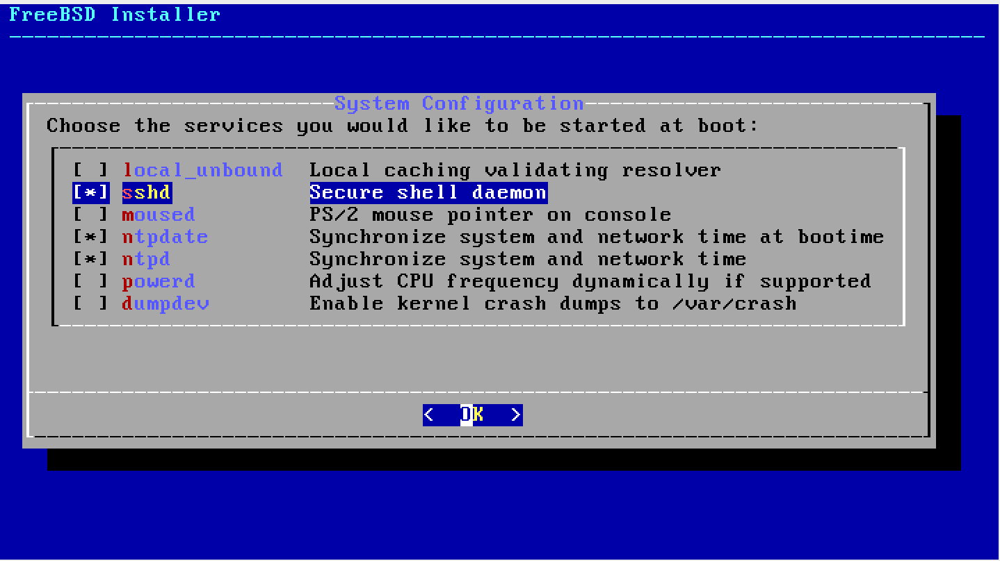 FreeBSD Installer
System Configuration
Choose the services you would like to be started at boot:
[ ] local_unbound Local caching validating resolver
[*] sshd Secure shell daemon
[ ] moused PS/2 mouse pointer on console
[*] ntpdate Synchronize system and network time at bootime
[*] ntpd Synchronize system and network time
[ ] powerd Adjust CPU frequency dynamically if supported
[ ] dumpdev Enable kernel crash dumps to /var/crash
< OK >